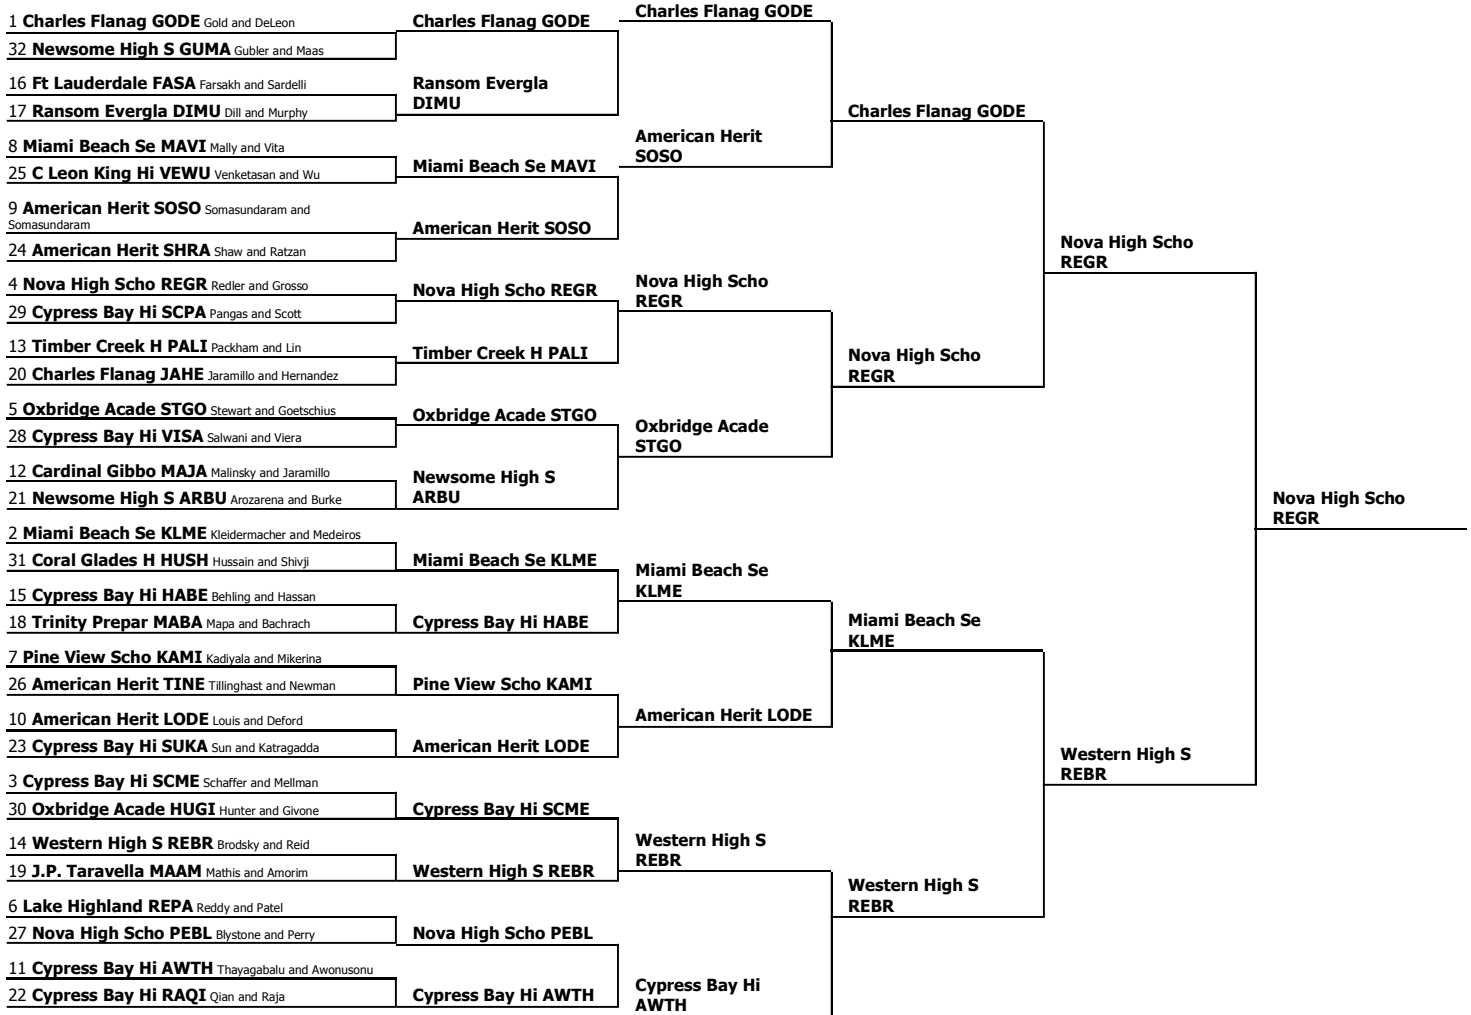 1 Charles Flanag GODE Gold and DeLeon
32 Newsome High S GUMA Gubler and Maas
16 Ft Lauderdale FASA Farsakh and Sardelli
17 Ransom Evergla DIMU Dill and Murphy
8 Miami Beach Se MAVI Mally and Vita
25 C Leon King Hi VEWU Venketasan and Wu
9 American Herit SOSO Somasundaram and
Somasundaram
24 American Herit SHRA Shaw and Ratzan
4 Nova High Scho REGR Redler and Grosso
29 Cypress Bay Hi SCPA Pangas and Scott
13 Timber Creek H PALI Packham and Lin
20 Charles Flanag JAHE Jaramillo and Hernandez
5 Oxbridge Acade STGO Stewart and Goetschius
28 Cypress Bay Hi VISA Salwani and Viera
12 Cardinal Gibbo MAJA Malinsky and Jaramillo
21 Newsome High S ARBU Arozarena and Burke
2 Miami Beach Se KLME Kleidermacher and Medeiros
31 Coral Glades H HUSH Hussain and Shivji
15 Cypress Bay Hi HABE Behling and Hassan
18 Trinity Prepar MABA Mapa and Bachrach
7 Pine View Scho KAMI Kadiyala and Mikerina
26 American Herit TINE Tillinghast and Newman
10 American Herit LODE Louis and Deford
23 Cypress Bay Hi SUKA Sun and Katragadda
3 Cypress Bay Hi SCME Schaffer and Mellman
30 Oxbridge Acade HUGI Hunter and Givone
14 Western High S REBR Brodsky and Reid
19 J.P. Taravella MAAM Mathis and Amorim
6 Lake Highland REPA Reddy and Patel
27 Nova High Scho PEBL Blystone and Perry
11 Cypress Bay Hi AWTH Thayagabalu and Awonusonu
22 Cypress Bay Hi RAQI Qian and Raja
Charles Flanag GODE
Ransom Evergla
DIMU
Miami Beach Se MAVI
American Herit SOSO
Nova High Scho REGR
Timber Creek H PALI
Oxbridge Acade STGO
Newsome High S
ARBU
Miami Beach Se KLME
Cypress Bay Hi HABE
Pine View Scho KAMI
American Herit LODE
Cypress Bay Hi SCME
Western High S REBR
Nova High Scho PEBL
Cypress Bay Hi AWTH
Charles Flanag GODE
American Herit
SOSO
Nova High Scho
REGR
Oxbridge Acade
STGO
Miami Beach Se
KLME
American Herit LODE
Western High S
REBR
Cypress Bay Hi
AWTH
Charles Flanag GODE
Nova High Scho
REGR
Miami Beach Se
KLME
Western High S
REBR
Nova High Scho
REGR
Western High S
REBR
Nova High Scho
REGR